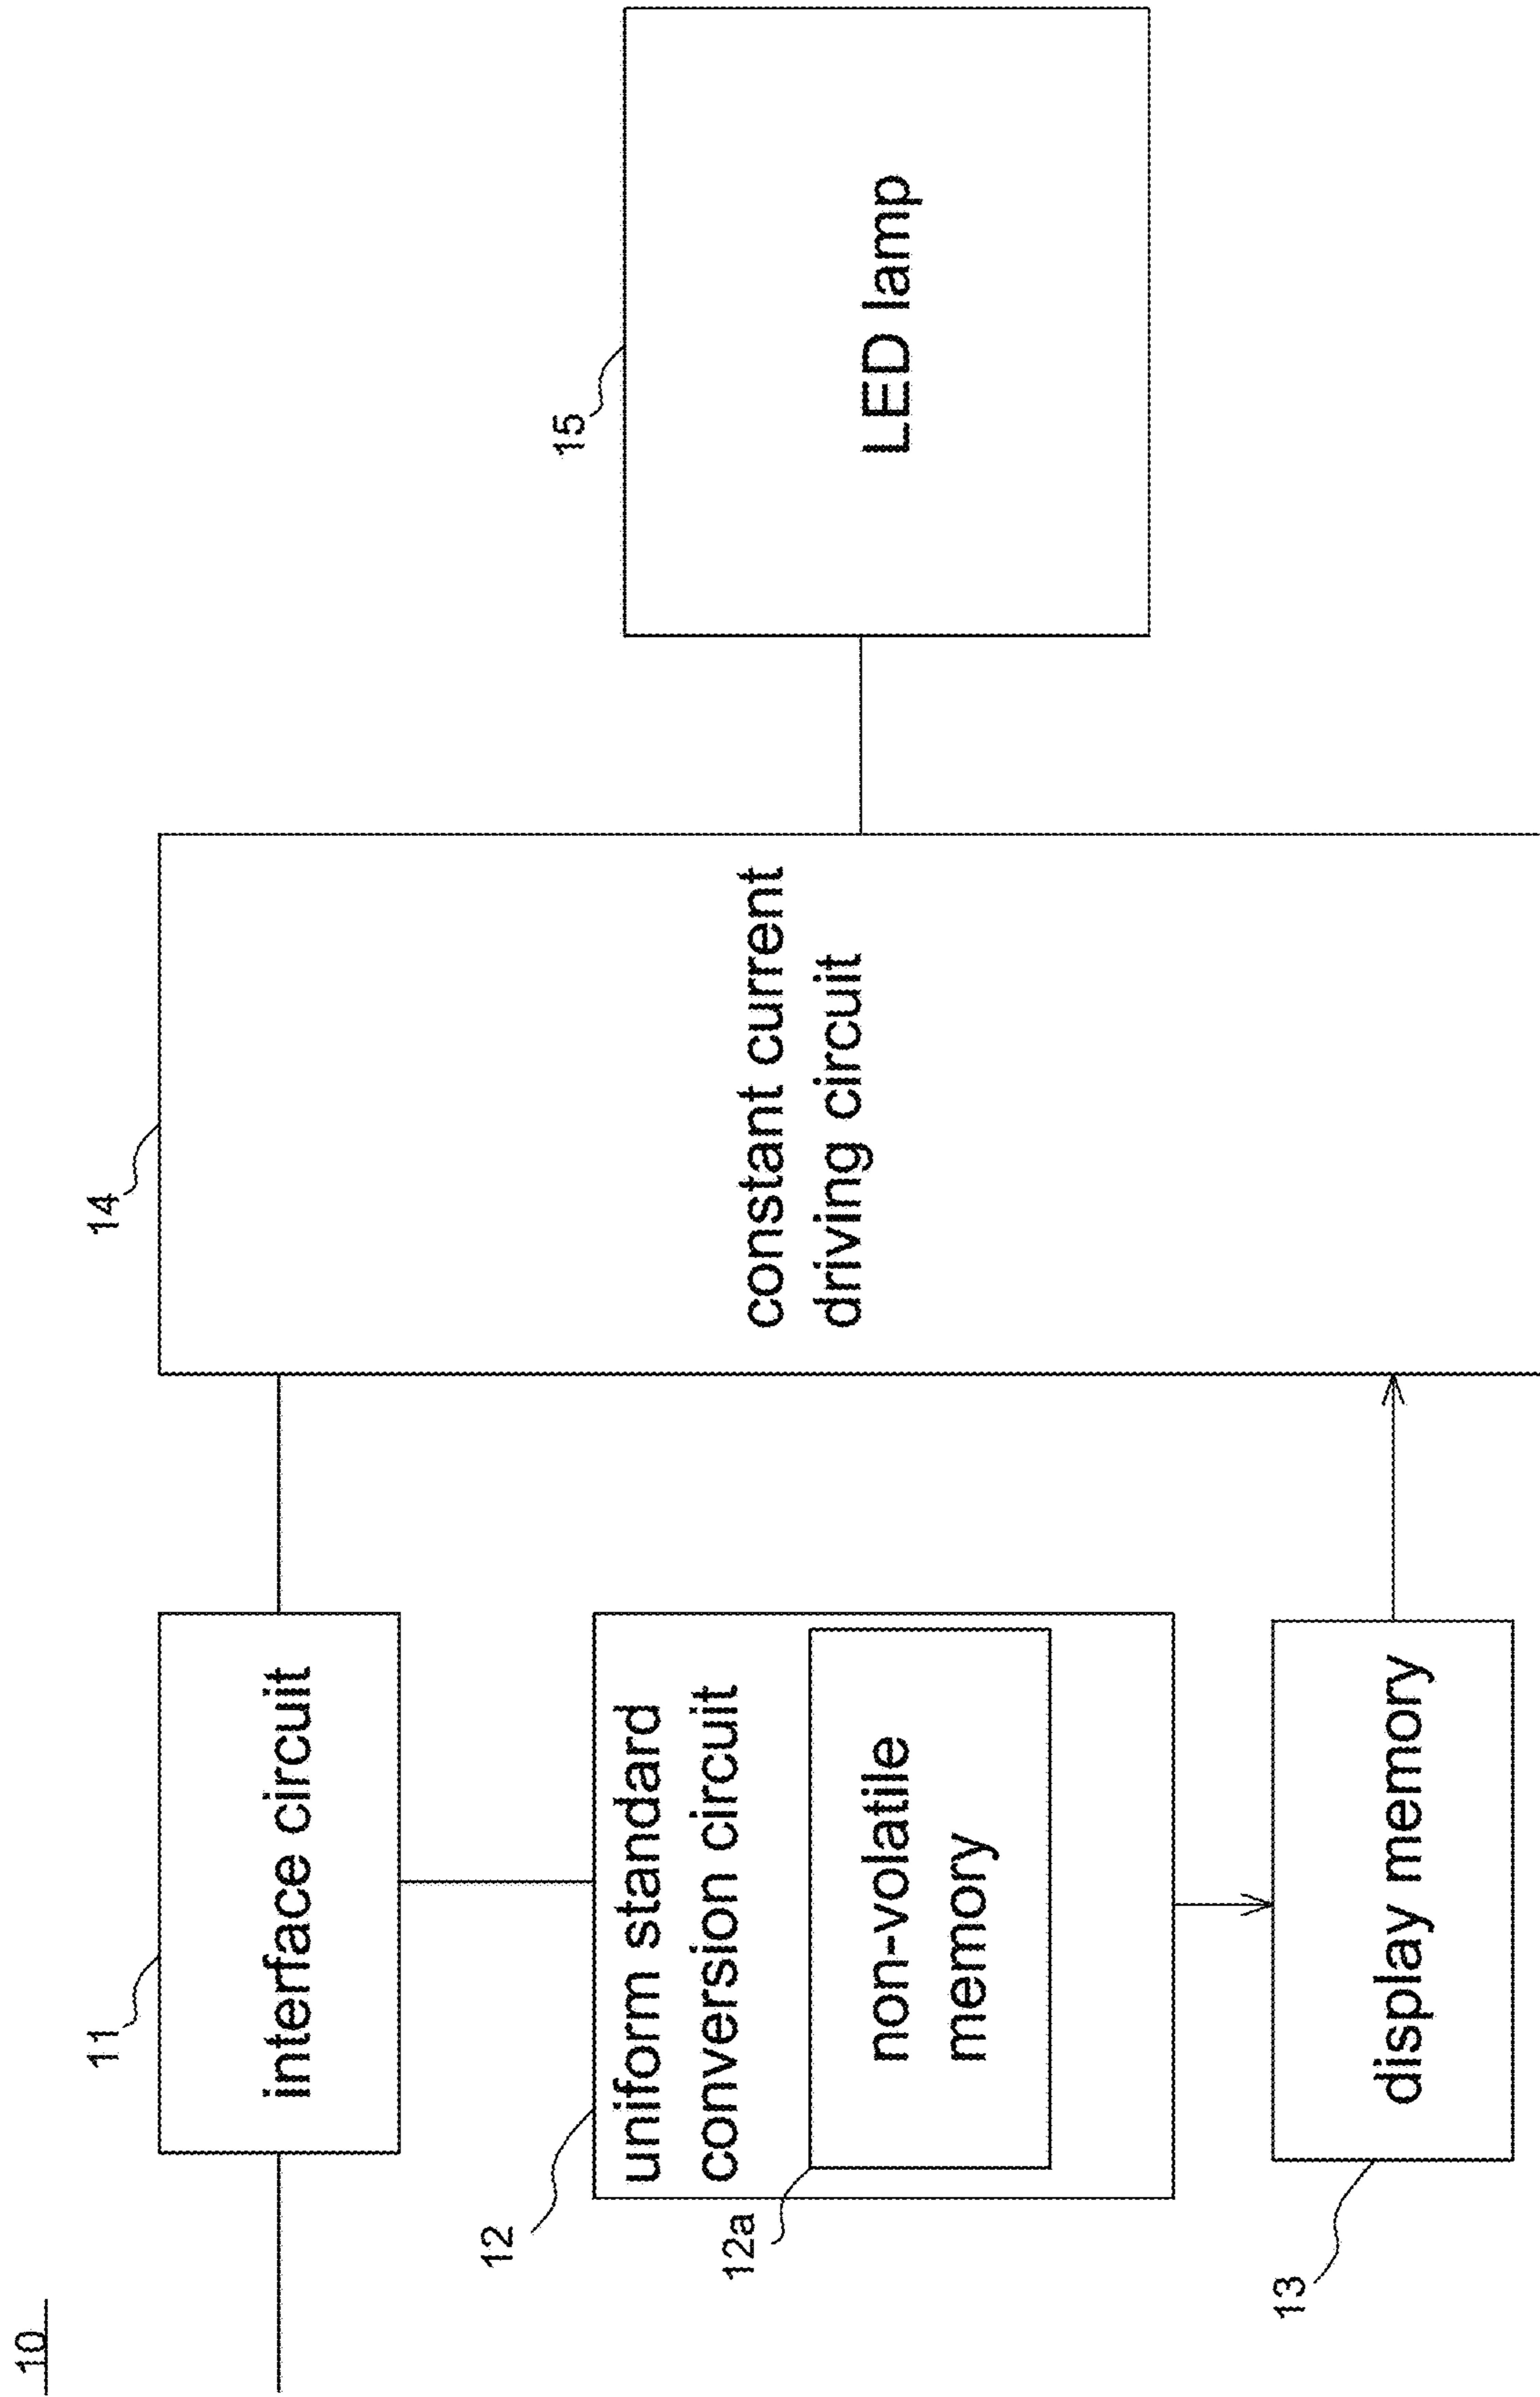 10
11
interface circuit
12
uniform standard
conversion circuit
12a
non-volatile
memory
13
display memory
14
constant current
driving circuit
15
LED lamp